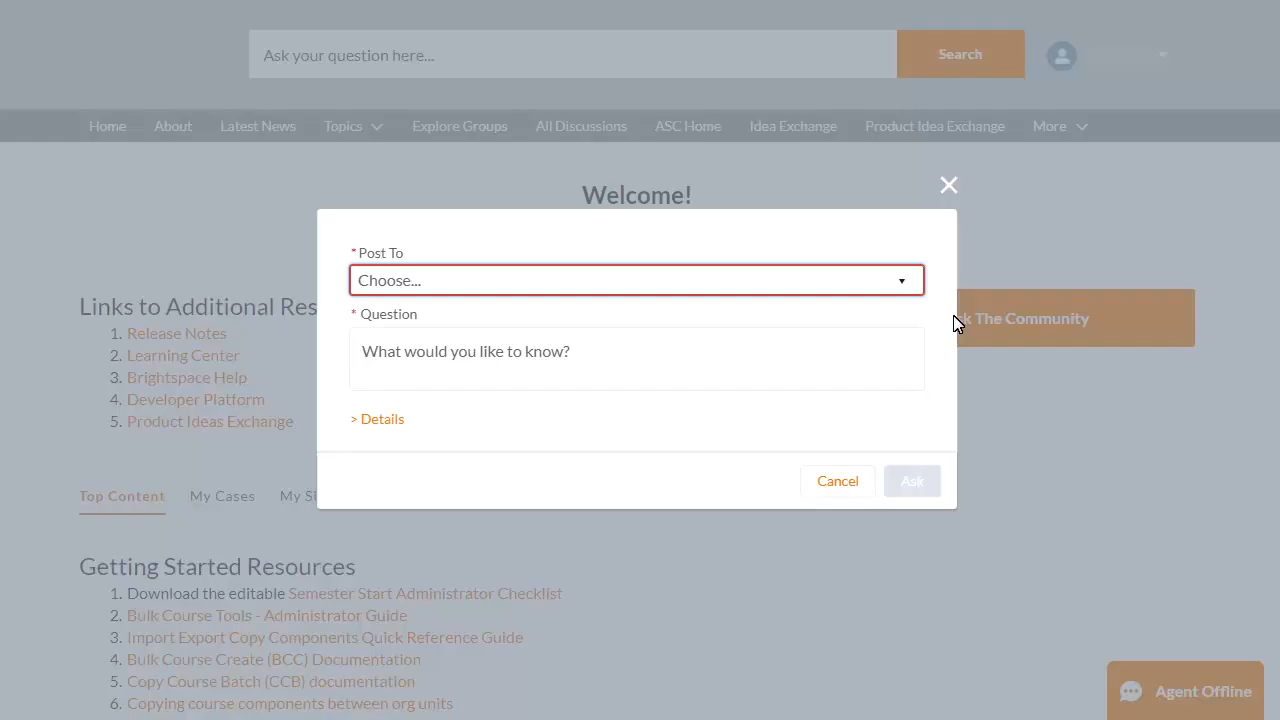 Ask your question here...
Search
Home About Latest News Topics Explore Groups All Discussions ASC Home Idea Exchange Product Idea Exchange More
Welcome!
* Post To
Choose...
* Question
What would you like to know?
> Details
Cancel Ask
Links to Additional Res
1. Release Notes
2. Learning Center
3. Brightspace Help
4. Developer Platform
5. Product Ideas Exchange
k The Community
Top Content My Cases My Si
Getting Started Resources
1. Download the editable Semester Start Administrator Checklist
2. Bulk Course Tools - Administrator Guide
3. Import Export Copy Components Quick Reference Guide
4. Bulk Course Create (BCC) Documentation
5. Copy Course Batch (CCB) documentation
6. Copying course components between org units
Agent Offline